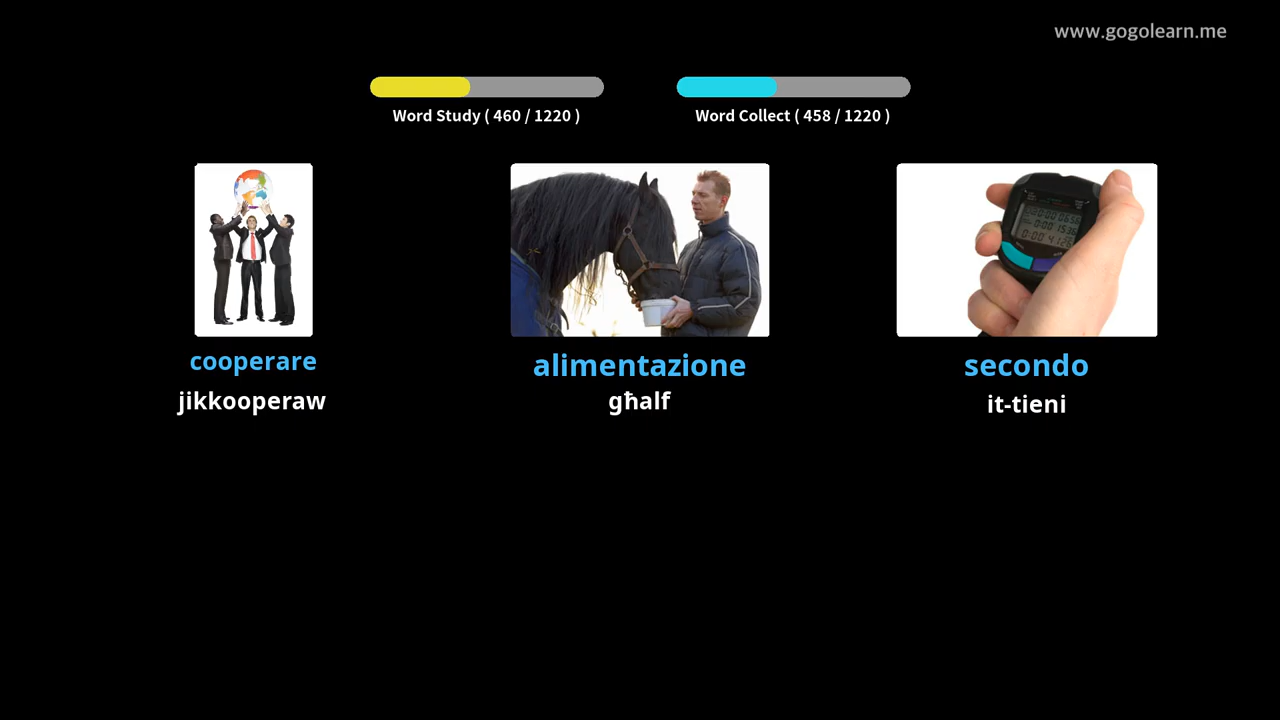 www.gogolearn.me
Word Study ( 460 / 1220 )
Word Collect ( 458 / 1220 )
cooperare
jikkooperaw
alimentazione
għalf
secondo
it-tieni